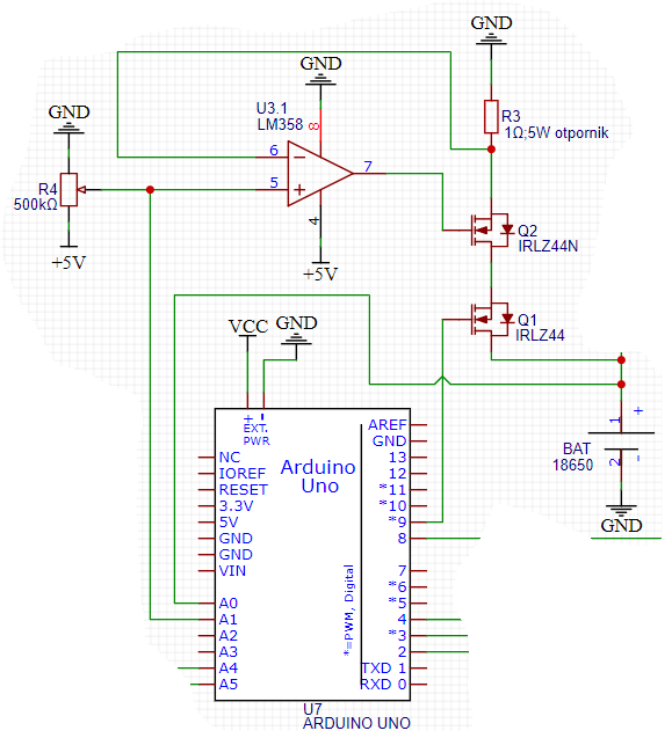 GND
GND
GND
U3.1
LM358
8
R3
1Ω;5W otpornik
6
7
5
R4
500kΩ
4
Q2
IRLZ44N
+5V
+5V
Q1
IRLZ44
VCC
GND
1
+
BAT
18650
2
-
GND
+ -
EXT.
PWR
AREF
GND
NC
13
IOREF
12
RESET
*11
3.3V
*10
5V
*9
GND
8
GND
VIN
7
*6
A0
*5
A1
4
A2
*3
A3
2
A4
TXD 1
A5
RXD 0
Arduino
Uno
*=PWM, Digital
U7
ARDUINO UNO